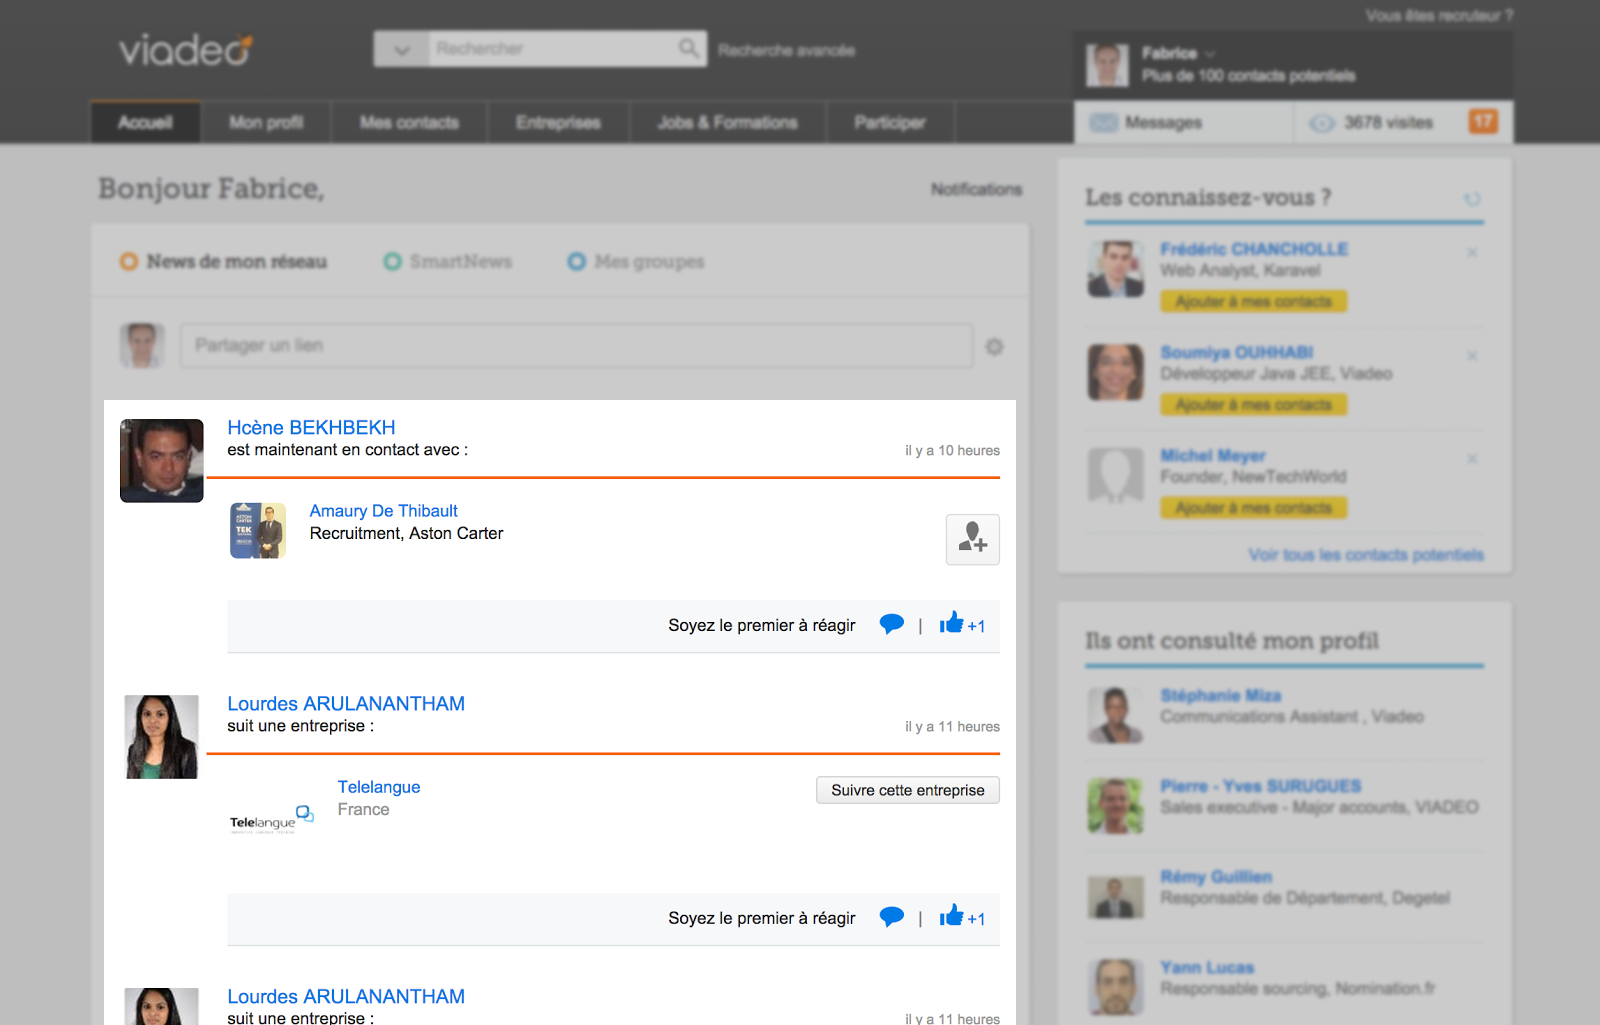 Vous êtes recruteur ?
viadeo
Rechercher
Recherche avancée
Fabrice
Plus de 100 contacts potentiels
Accueil
Mon profil
Mes contacts
Entreprises
Jobs & Formations
Participer
Messages
3678 visites
17
Bonjour Fabrice,
Notifications
News de mon réseau
SmartNews
Mes groupes
Partager un lien
Hcène BEKHBEKH
est maintenant en contact avec :
il y a 10 heures
ASTON
CARTER
TEK
Amaury De Thibault
Recruitment, Aston Carter
Soyez le premier à réagir
|
+1
Lourdes ARULANANTHAM
suit une entreprise :
il y a 11 heures
Telelangue
Telelangue
France
Suivre cette entreprise
Soyez le premier à réagir
|
+1
Lourdes ARULANANTHAM
suit une entreprise :
il y a 11 heures
Les connaissez-vous ?
Frédéric CHANCHOLLE
Web Analyst, Karavel
Ajouter à mes contacts
Soumiya OUHHABI
Développeur Java JEE, Viadeo
Ajouter à mes contacts
Michel Meyer
Founder, NewTechWorld
Ajouter à mes contacts
Voir tous les contacts potentiels
Ils ont consulté mon profil
Stéphanie Miza
Communications Assistant , Viadeo
Pierre - Yves SURUGUES
Sales executive - Major accounts, VIADEO
Rémy Guillien
Responsable de Département, Degetel
Yann Lucas
Responsable sourcing, Nomination.fr